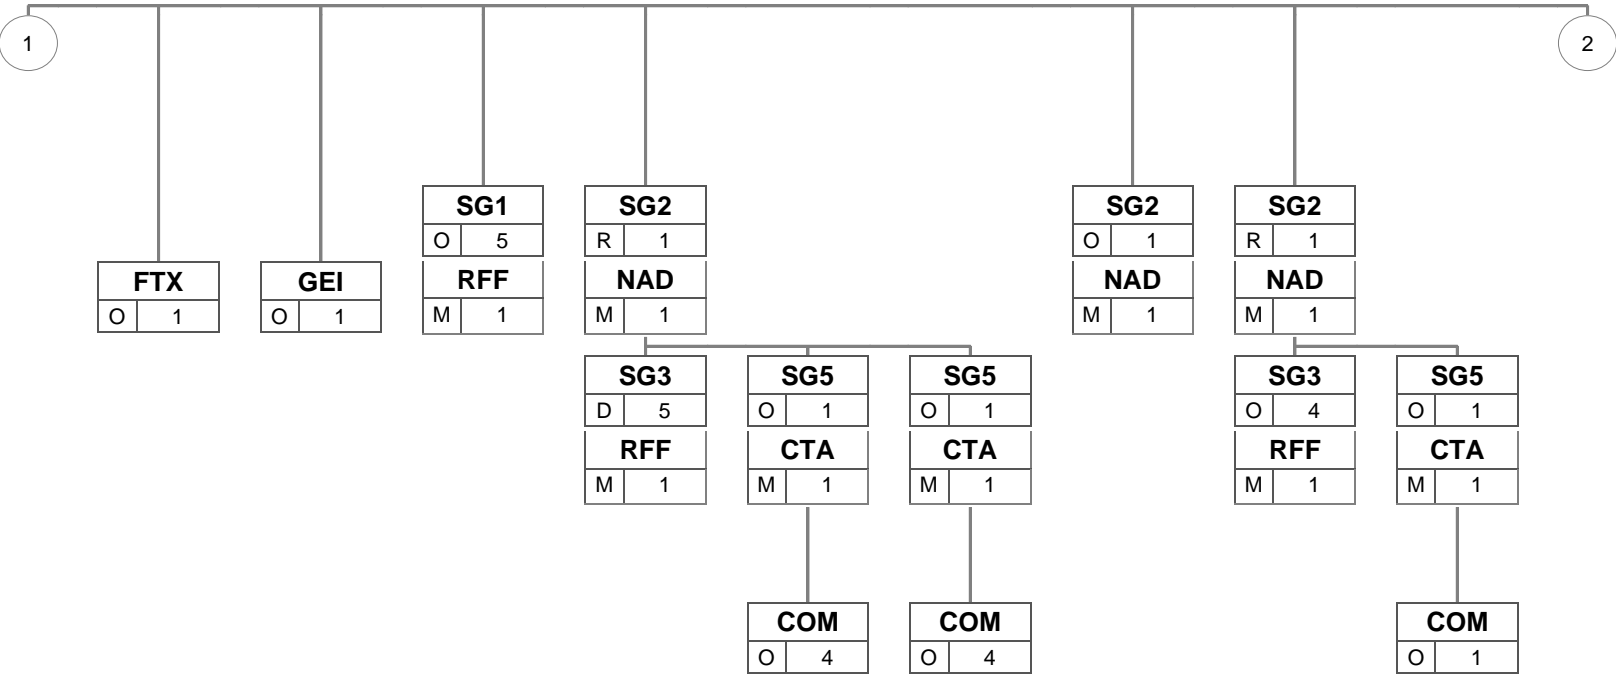 1 2
SG1 SG2 SG2 SG2
O 5 R 1 O 1 R 1
FTX GEI RFF NAD NAD NAD
O 1 O 1 M 1 M 1 M 1 M 1
SG3 SG5 SG5 SG3 SG5
D 5 O 1 O 1 O 4 O 1
RFF CTA CTA RFF CTA
M 1 M 1 M 1 M 1 M 1
COM COM COM
O 4 O 4 O 1